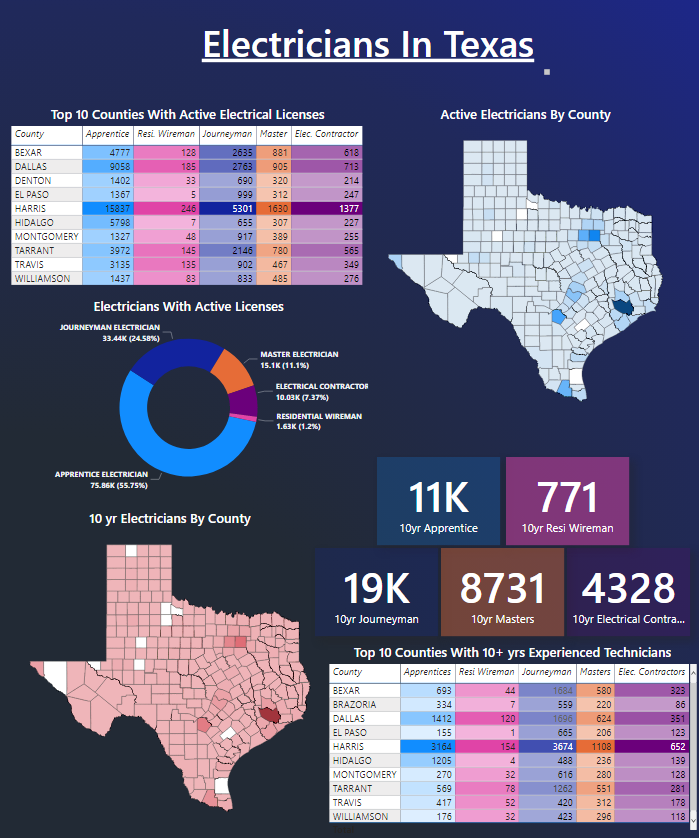 Electricians In Texas
Top 10 Counties With Active Electrical Licenses
County Apprentice Resi. Wireman Journeyman Master Elec. Contractor
BEXAR 4777 128 2635 881 618
DALLAS 9058 185 2763 905 713
DENTON 1402 33 690 320 214
EL PASO 1367 5 999 312 247
HARRIS 15837 246 5301 1630 1377
HIDALGO 5798 7 655 307 227
MONTGOMERY 1327 48 917 389 255
TARRANT 3972 145 2146 780 565
TRAVIS 3135 135 902 467 349
WILLIAMSON 1437 83 833 485 276
Active Electricians By County
Electricians With Active Licenses
JOURNEYMAN ELECTRICIAN
33.44K (24.58%)
MASTER ELECTRICIAN
15.1K (11.1%)
ELECTRICAL CONTRACTOR
10.03K (7.37%)
RESIDENTIAL WIREMAN
1.63K (1.2%)
APPRENTICE ELECTRICIAN
75.86K (55.75%)
11K
10yr Apprentice
771
10yr Resi Wireman
19K
10yr Journeyman
8731
10yr Masters
4328
10yr Electrical Contra...
10 yr Electricians By County
Top 10 Counties With 10+ yrs Experienced Technicians
County Apprentices Resi Wireman Journeyman Masters Elec. Contractors
BEXAR 693 44 1684 580 323
BRAZORIA 334 7 559 220 86
DALLAS 1412 120 1696 624 351
EL PASO 155 1 665 206 123
HARRIS 3164 154 3674 1108 652
HIDALGO 1205 4 488 236 139
MONTGOMERY 270 32 616 280 128
TARRANT 569 78 1262 551 281
TRAVIS 417 52 420 312 178
WILLIAMSON 176 32 423 296 118